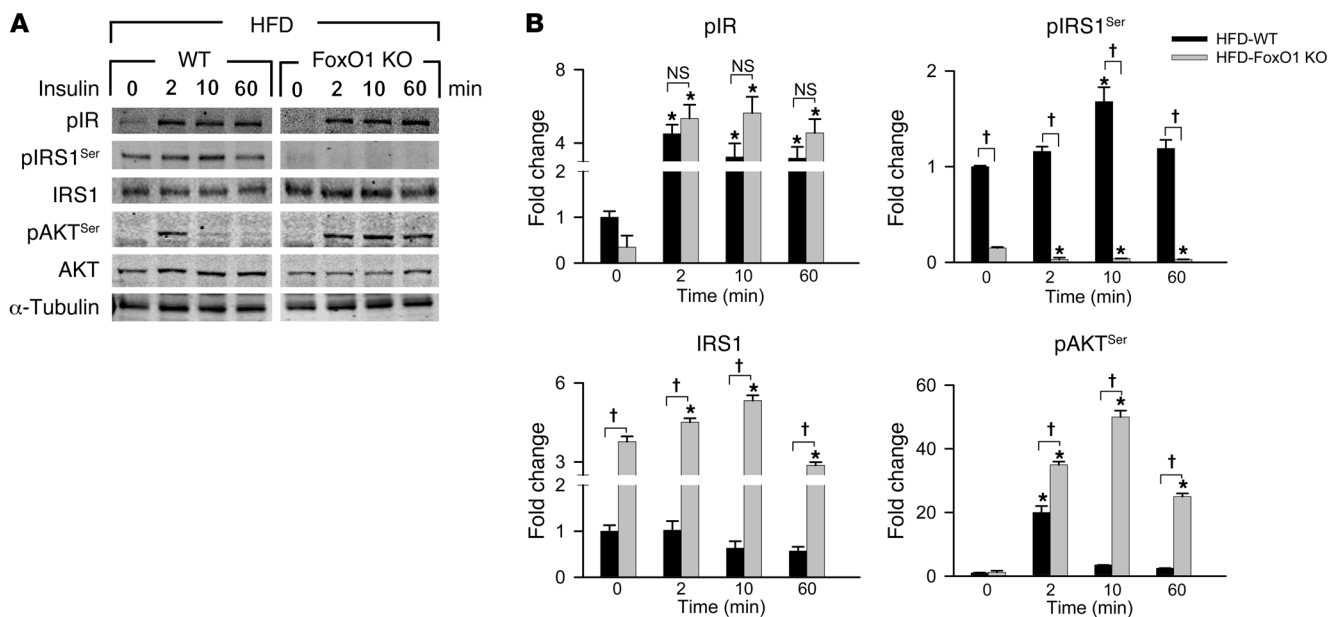 A
HFD
WT FoxO1 KO
Insulin 0 2 10 60 0 2 10 60 min
pIR
pIRS1Ser
IRS1
pAKTSer
AKT
α-Tubulin
B
pIR
Fold change
8
4
2
1
0
NS NS NS
* * * * * *
0 2 10 60
Time (min)
pIRS1Ser
Fold change
2
1
0
† † † †
* * * *
0 2 10 60
Time (min)
HFD-WT
HFD-FoxO1 KO
IRS1
Fold change
6
3
2
1
0
† † † †
* * *
0 2 10 60
Time (min)
pAKTSer
Fold change
60
40
20
0
† † †
* * * *
0 2 10 60
Time (min)